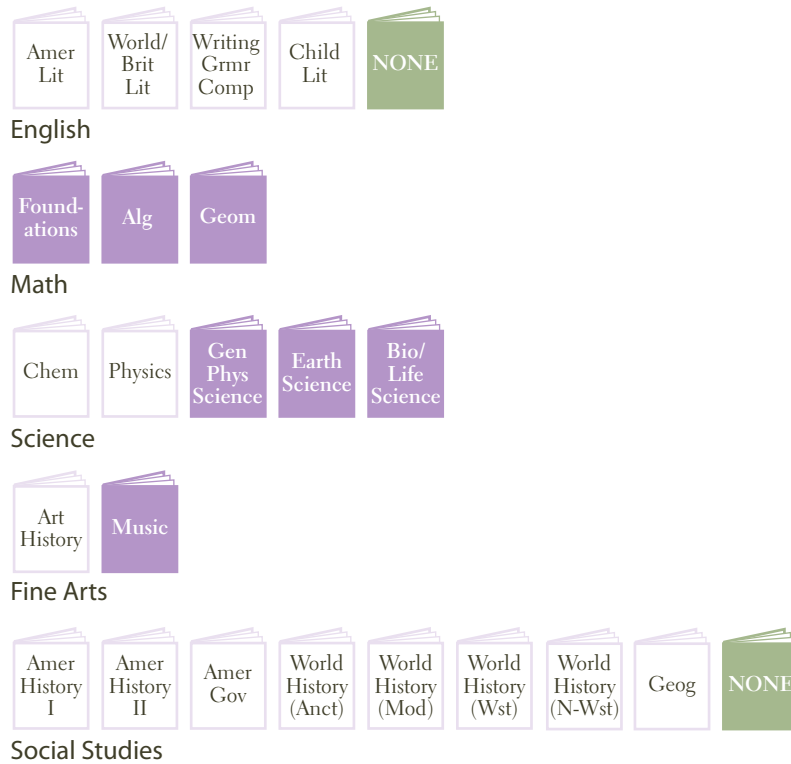 Amer
Lit
World/
Brit
Lit
Writing
Grmr
Comp
Child
Lit
NONE
English
Found-
ations
Alg
Geom
Math
Chem
Physics
Gen
Phys
Science
Earth
Science
Bio/
Life
Science
Science
Art
History
Music
Fine Arts
Amer
History
I
Amer
History
II
Amer
Gov
World
History
(Anct)
World
History
(Mod)
World
History
(Wst)
World
History
(N-Wst)
Geog
NONE
Social Studies